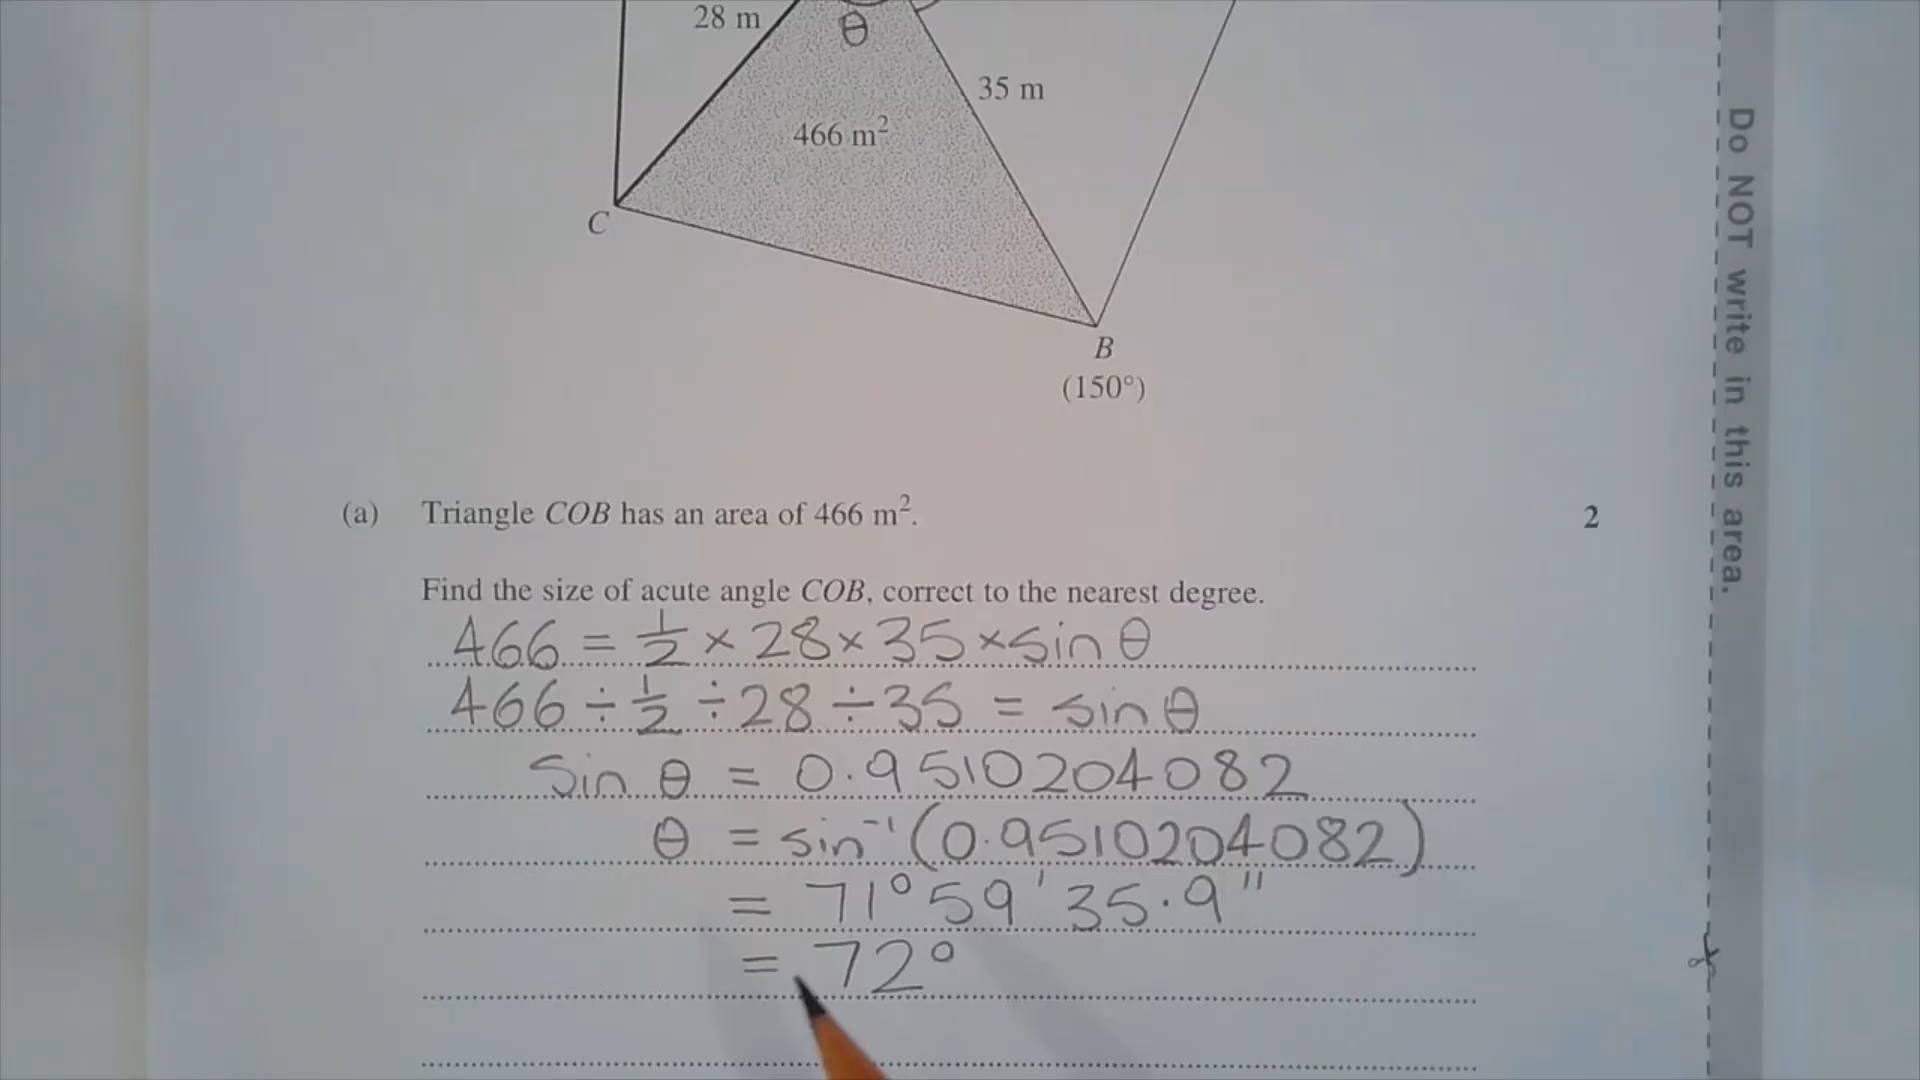 28 m
θ
35 m
466 m²
C
B
(150°)
(a) Triangle COB has an area of 466 m². 2
Find the size of acute angle COB, correct to the nearest degree.
466 = ½ × 28 × 35 × sin θ
466 ÷ ½ ÷ 28 ÷ 35 = sin θ
sin θ = 0.9510204082
θ = sin⁻¹(0.9510204082)
= 71° 59' 35.9"
= 72°
Do NOT write in this area.